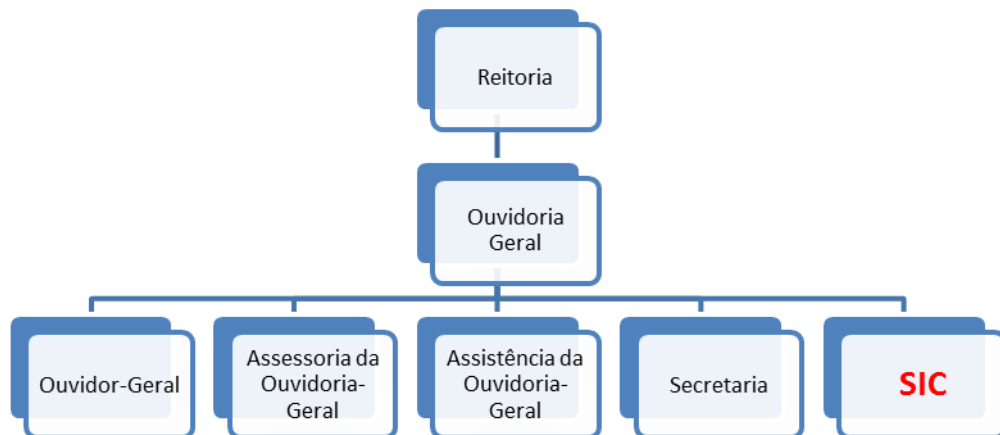 Reitoria
Ouvidoria
Geral
Ouvidor-Geral
Assessoria da
Ouvidoria-
Geral
Assistência da
Ouvidoria-
Geral
Secretaria
SIC